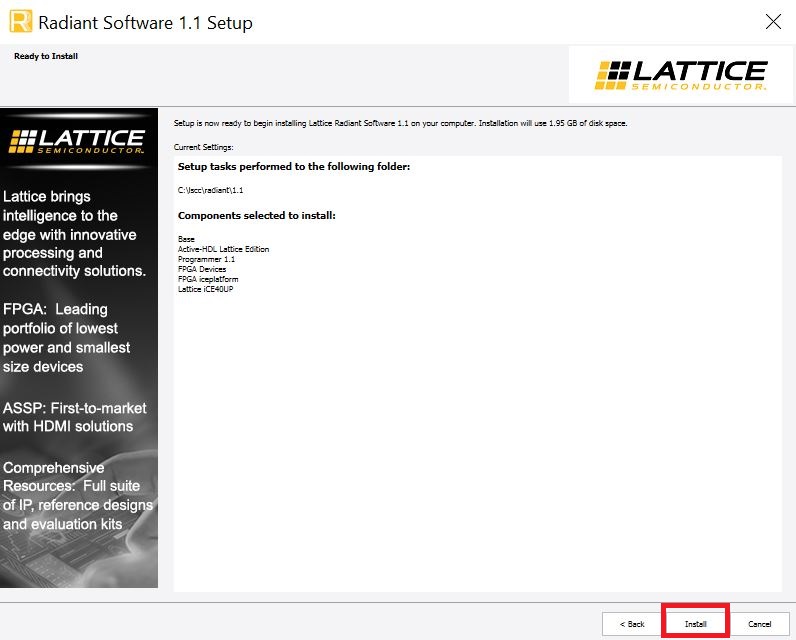 Radiant Software 1.1 Setup
Ready to Install
LATTICE
SEMICONDUCTOR.
LATTICE
SEMICONDUCTOR.
Lattice brings
intelligence to the
edge with innovative
processing and
connectivity solutions.
FPGA:  Leading
portfolio of lowest
power and smallest
size devices
ASSP: First-to-market
with HDMI solutions
Comprehensive
Resources:  Full suite
of IP, reference designs
and evaluation kits
Setup is now ready to begin installing Lattice Radiant Software 1.1 on your computer. Installation will use 1.95 GB of disk space.
Current Settings:
Setup tasks performed to the following folder:
C:\lscc\radiant\1.1
Components selected to install:
Base
Active-HDL Lattice Edition
Programmer 1.1
FPGA Devices
FPGA iceplatform
Lattice iCE40UP
< Back
Install
Cancel